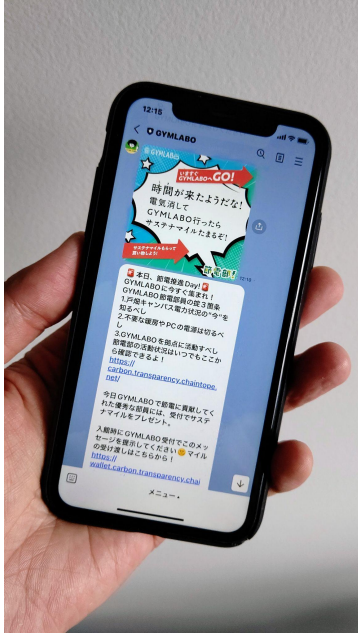 12:15
GYMLABO
@ GYMLABO
いますぐ
GYMLABOへGO!
時間が来たようだな!
電気消して
GYMLABO行ったら
サステナマイルたまるぞ!
サステナマイルもらって
買い物しよう!
節電部!
10:15
🚨本日、節電推進Day!🚨
GYMLABOに今すぐ集まれ!
GYMLABO節電部員の掟3箇条
1.戸畑キャンパス電力状況の“今”を
知るべし
2.不要な暖房やPCの電源は切るべ
し
3.GYMLABOを拠点に活動すべし
節電部の活動状況はいつでもここか
ら確認できるよ!
https://
carbon.transparency.chaintope.
net/
今日GYMLABOで節電に貢献してく
れた優秀な部員には、受付でサステ
ナマイルをプレゼント。
入館時にGYMLABO受付でこのメッ
セージを提示してください😊マイル
の受け渡しはこちらから!
https://
wallet.carbon.transparency.chai
メニュー